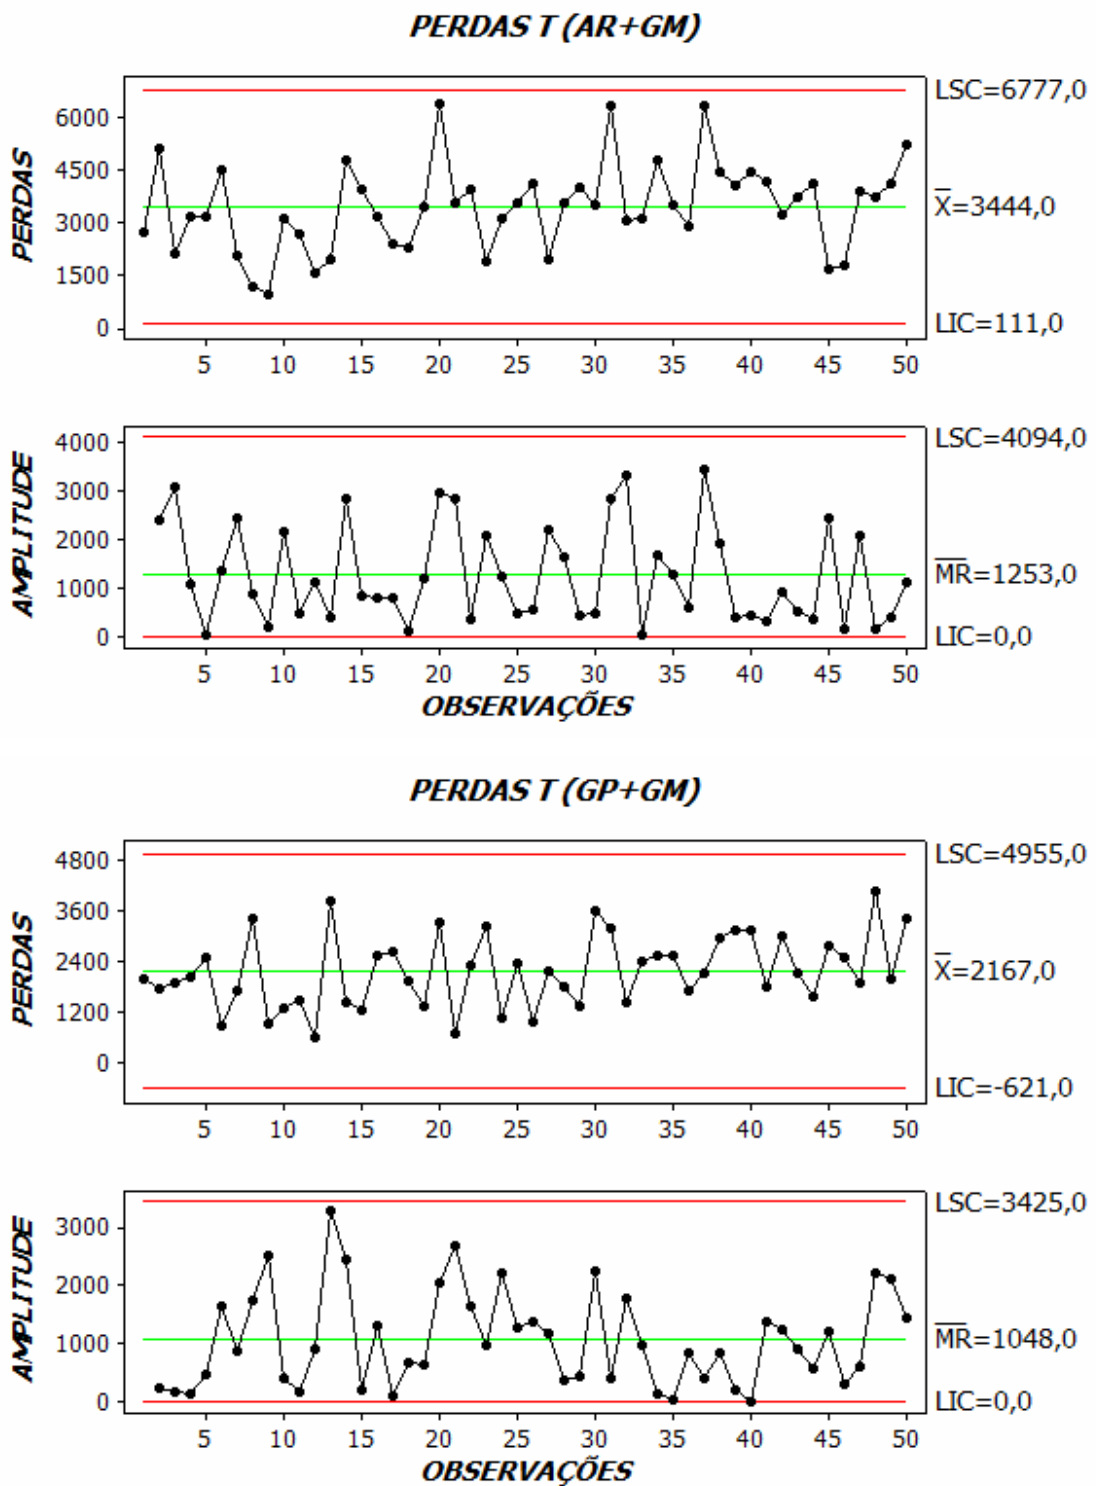 PERDAS T (AR+GM)
PERDAS
6000
4500
3000
1500
0
LSC=6777,0
X̅=3444,0
LIC=111,0
5 10 15 20 25 30 35 40 45 50
AMPLITUDE
4000
3000
2000
1000
0
LSC=4094,0
M̅R̅=1253,0
LIC=0,0
5 10 15 20 25 30 35 40 45 50
OBSERVAÇÕES
PERDAS T (GP+GM)
PERDAS
4800
3600
2400
1200
0
LSC=4955,0
X̅=2167,0
LIC=-621,0
5 10 15 20 25 30 35 40 45 50
AMPLITUDE
3000
2000
1000
0
LSC=3425,0
M̅R̅=1048,0
LIC=0,0
5 10 15 20 25 30 35 40 45 50
OBSERVAÇÕES